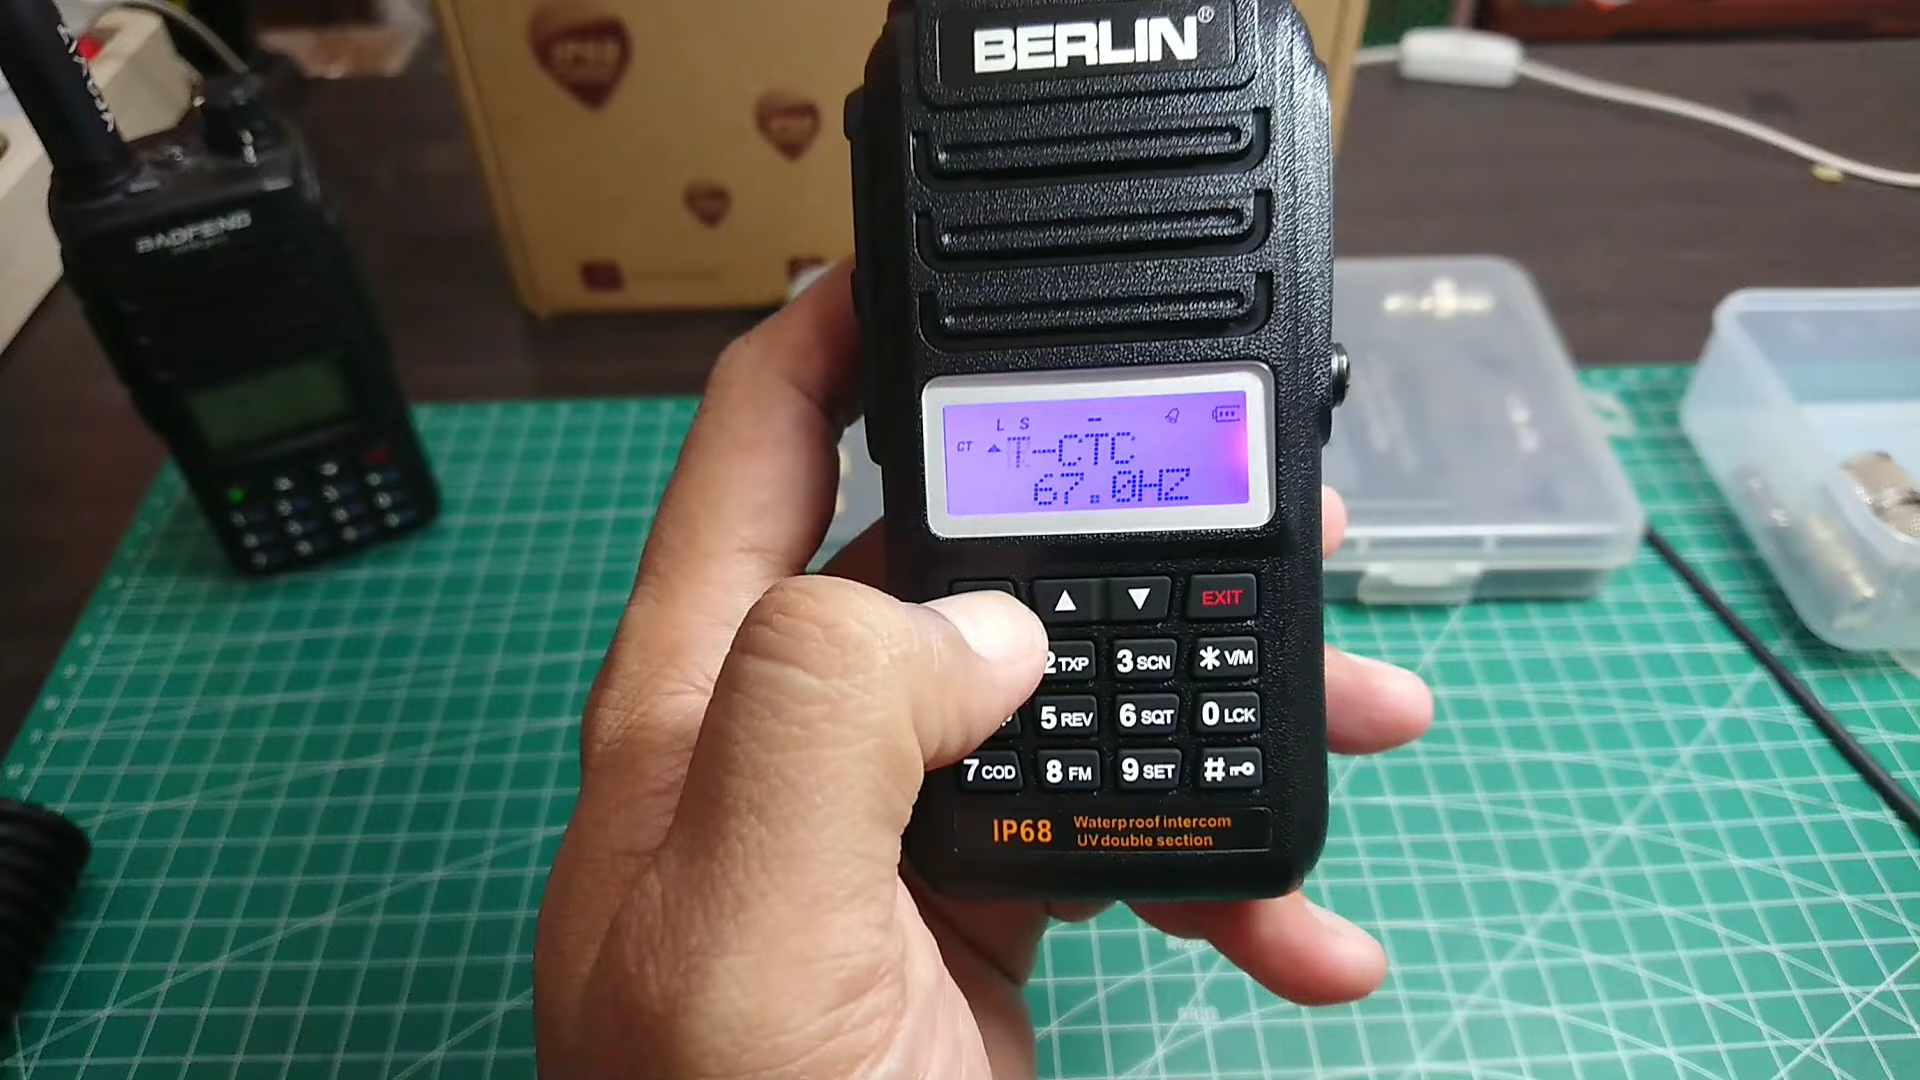 BERLIN®
BAOFENG
L S
CT T-CTC
67.0HZ
EXIT
2 TXP 3 SCN * V/M
5 REV 6 SQT 0 LCK
7 COD 8 FM 9 SET #
IP68 Waterproof intercom
UV double section